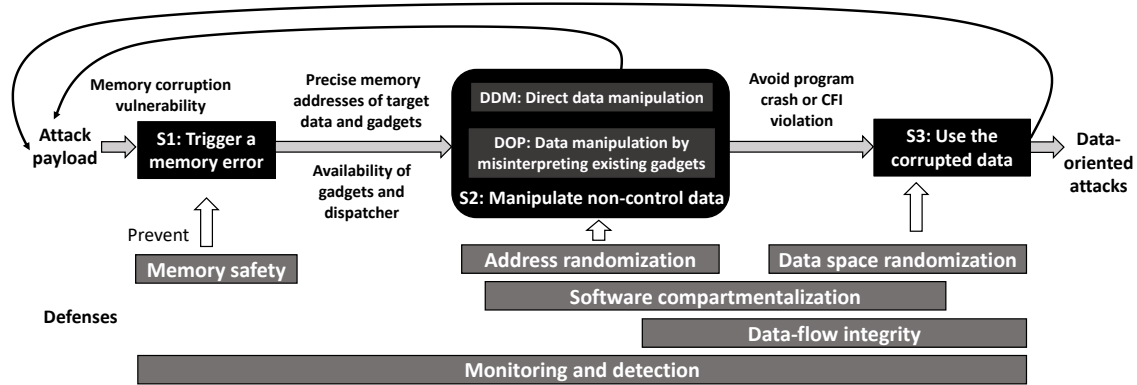 Memory corruption
vulnerability
Precise memory
addresses of target
data and gadgets
DDM: Direct data manipulation
Avoid program
crash or CFI
violation
Attack
payload
S1: Trigger a
memory error
DOP: Data manipulation by
misinterpreting existing gadgets
S3: Use the
corrupted data
Data-
oriented
attacks
Availability of
gadgets and
dispatcher
S2: Manipulate non-control data
Prevent
Memory safety
Address randomization
Data space randomization
Software compartmentalization
Defenses
Data-flow integrity
Monitoring and detection